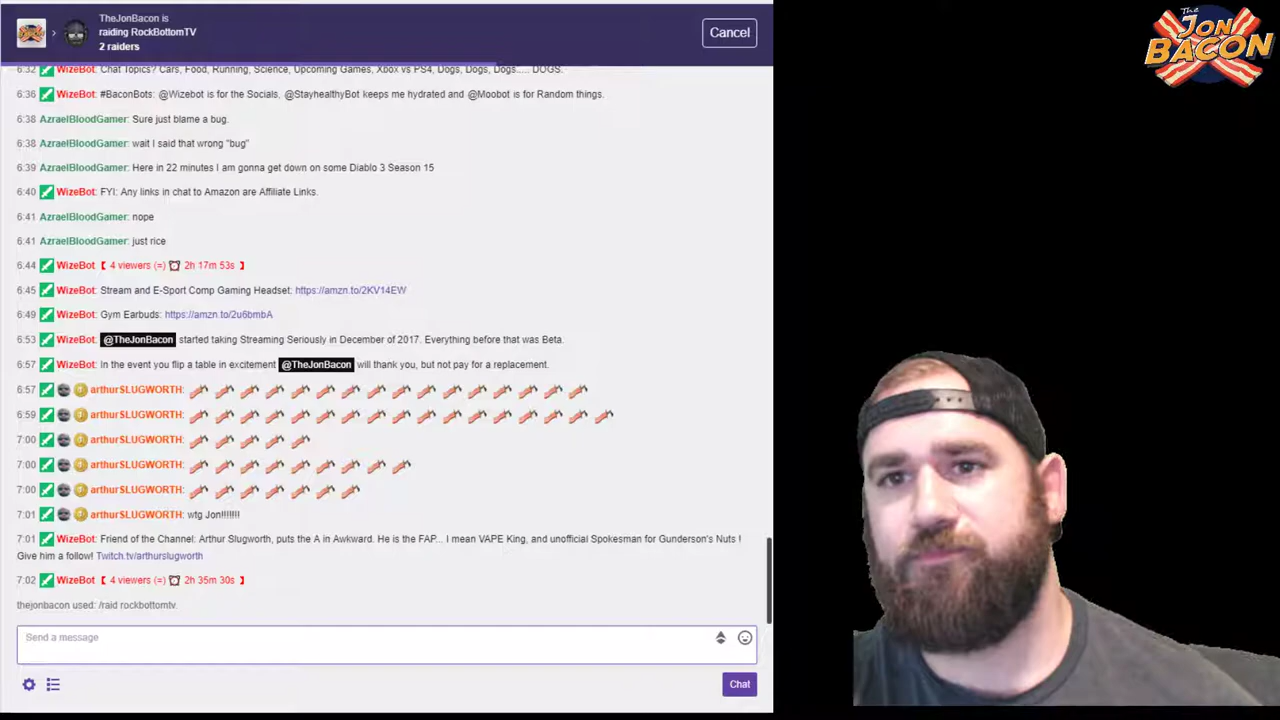 TheJonBacon is
raiding RockBottomTV
2 raiders
Cancel
The
JON
BACON
6:32 WizeBot: Chat Topics? Cars, Food, Running, Science, Upcoming Games, Xbox vs PS4, Dogs, Dogs, Dogs..... DOGS.
6:36 WizeBot: #BaconBots: @Wizebot is for the Socials, @StayhealthyBot keeps me hydrated and @Moobot is for Random things.
6:38 AzraelBloodGamer: Sure just blame a bug.
6:38 AzraelBloodGamer: wait I said that wrong "bug"
6:39 AzraelBloodGamer: Here in 22 minutes I am gonna get down on some Diablo 3 Season 15
6:40 WizeBot: FYI: Any links in chat to Amazon are Affiliate Links.
6:41 AzraelBloodGamer: nope
6:41 AzraelBloodGamer: just rice
6:44 WizeBot 【 4 viewers (=) ⏰ 2h 17m 53s 】
6:45 WizeBot: Stream and E-Sport Comp Gaming Headset: https://amzn.to/2KV14EW
6:49 WizeBot: Gym Earbuds: https://amzn.to/2u6bmbA
6:53 WizeBot: @TheJonBacon started taking Streaming Seriously in December of 2017. Everything before that was Beta.
6:57 WizeBot: In the event you flip a table in excitement @TheJonBacon will thank you, but not pay for a replacement.
6:57 arthurSLUGWORTH:
6:59 arthurSLUGWORTH:
7:00 arthurSLUGWORTH:
7:00 arthurSLUGWORTH:
7:00 arthurSLUGWORTH:
7:01 arthurSLUGWORTH: wtg Jon!!!!!!!
7:01 WizeBot: Friend of the Channel: Arthur Slugworth, puts the A in Awkward. He is the FAP... I mean VAPE King, and unofficial Spokesman for Gunderson's Nuts !
Give him a follow! Twitch.tv/arthurslugworth
7:02 WizeBot 【 4 viewers (=) ⏰ 2h 35m 30s 】
thejonbacon used: /raid rockbottomtv.
Send a message
Chat